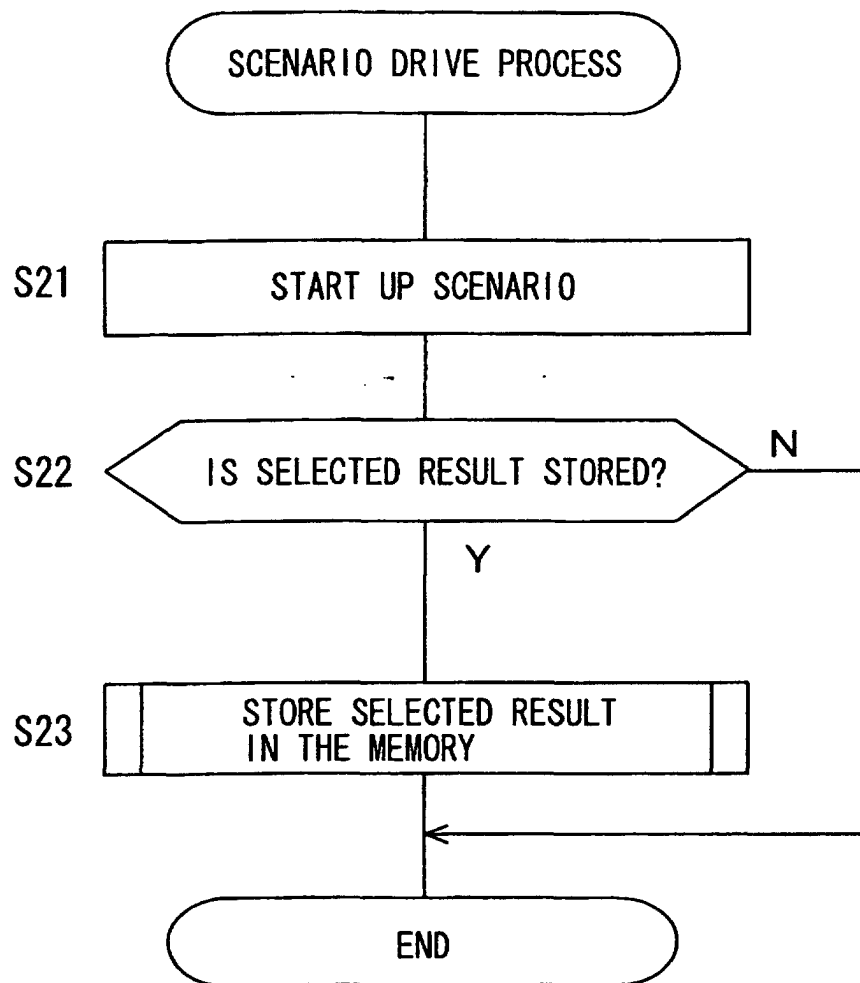 SCENARIO DRIVE PROCESS
S21
START UP SCENARIO
S22
IS SELECTED RESULT STORED?
N
Y
S23
STORE SELECTED RESULT
IN THE MEMORY
END